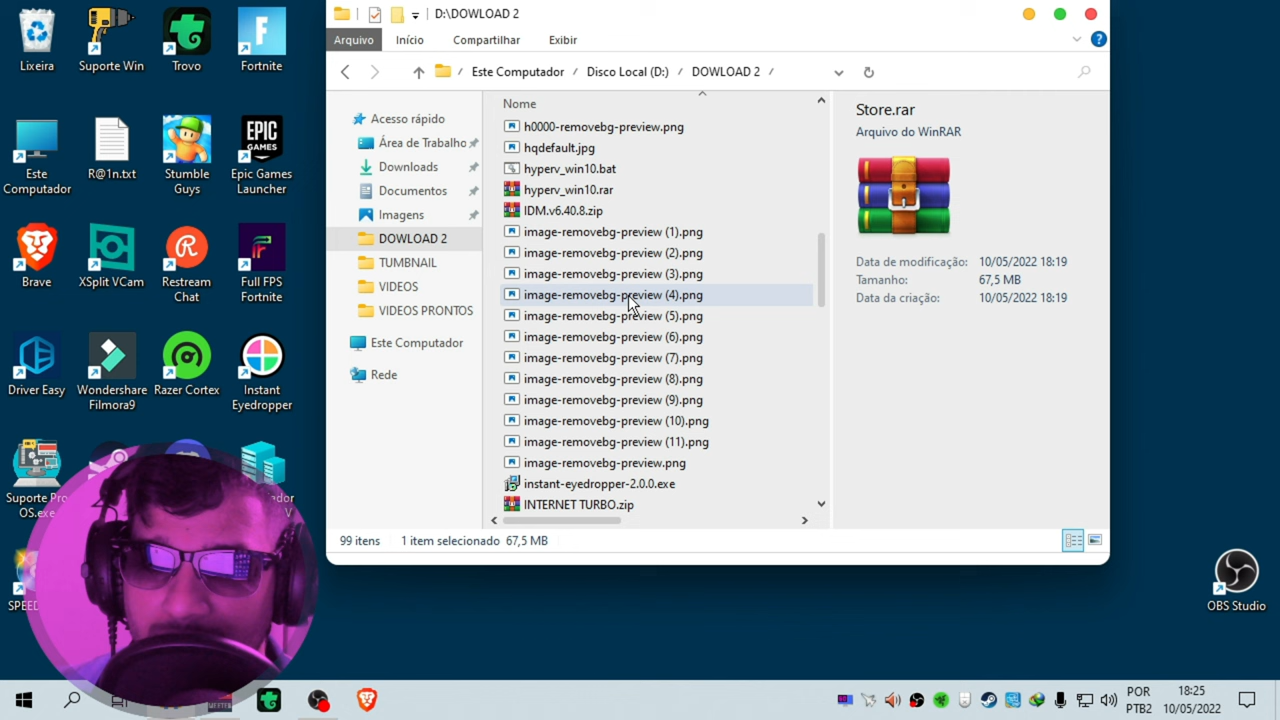 Lixeira
Suporte Win
Trovo
Fortnite
Este
Computador
R@1n.txt
Stumble
Guys
EPIC
GAMES
Epic Games
Launcher
Brave
XSplit VCam
Restream
Chat
Full FPS
Fortnite
Driver Easy
Wondershare
Filmora9
Razer Cortex
Instant
Eyedropper
Suporte Pro
OS.exe
SPEED
D:\DOWLOAD 2
Arquivo
Início
Compartilhar
Exibir
Este Computador / Disco Local (D:) / DOWLOAD 2 /
Acesso rápido
Área de Trabalho
Downloads
Documentos
Imagens
DOWLOAD 2
TUMBNAIL
VIDEOS
VIDEOS PRONTOS
Este Computador
Rede
Nome
h0000-removebg-preview.png
hqdefault.jpg
hyperv_win10.bat
hyperv_win10.rar
IDM.v6.40.8.zip
image-removebg-preview (1).png
image-removebg-preview (2).png
image-removebg-preview (3).png
image-removebg-preview (4).png
image-removebg-preview (5).png
image-removebg-preview (6).png
image-removebg-preview (7).png
image-removebg-preview (8).png
image-removebg-preview (9).png
image-removebg-preview (10).png
image-removebg-preview (11).png
image-removebg-preview.png
instant-eyedropper-2.0.0.exe
INTERNET TURBO.zip
Store.rar
Arquivo do WinRAR
Data de modificação: 10/05/2022 18:19
Tamanho: 67,5 MB
Data da criação: 10/05/2022 18:19
99 itens
1 item selecionado 67,5 MB
OBS Studio
POR
PTB2
18:25
10/05/2022